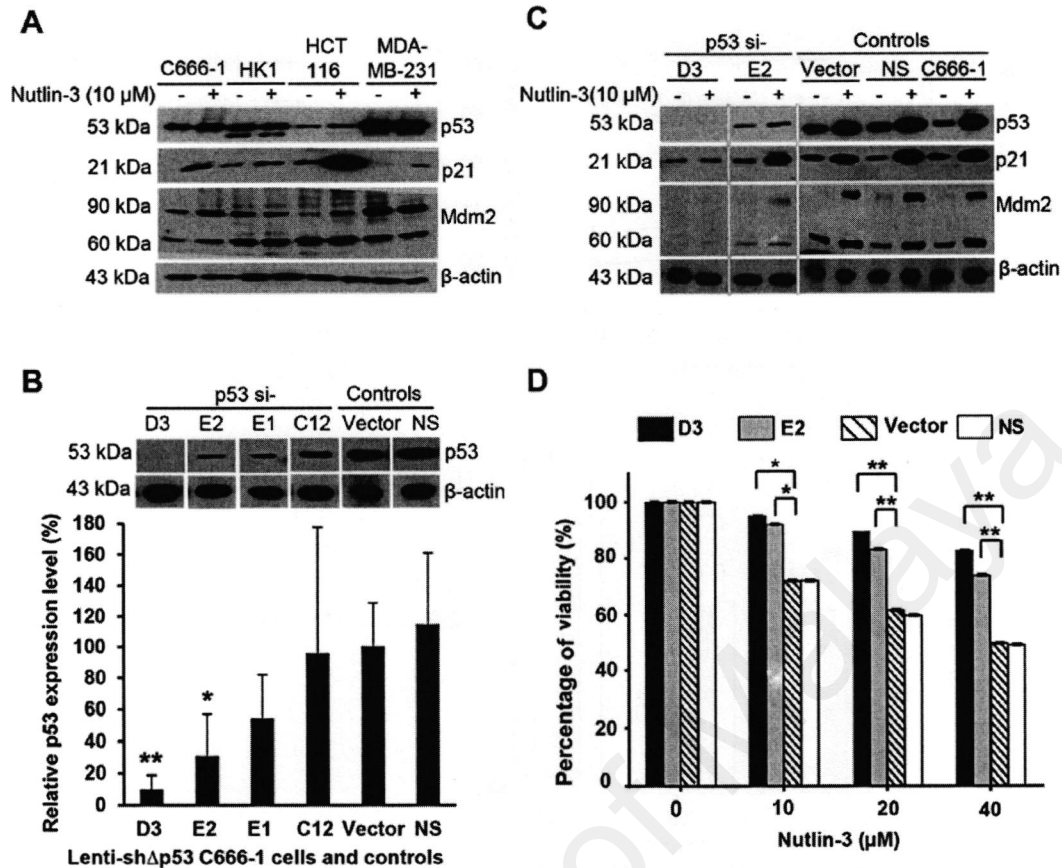 A
C666-1 HK1 HCT 116 MDA-MB-231
Nutlin-3 (10 µM) - + - + - + - +
53 kDa p53
21 kDa p21
90 kDa Mdm2
60 kDa
43 kDa β-actin
C
p53 si- Controls
D3 E2 Vector NS C666-1
Nutlin-3(10 µM) - + - + - + - + - +
53 kDa p53
21 kDa p21
90 kDa Mdm2
60 kDa
43 kDa β-actin
B
p53 si- Controls
D3 E2 E1 C12 Vector NS
53 kDa p53
43 kDa β-actin
Relative p53 expression level (%)
180
160
140
120
100
80
60
40
20
0
**
*
D3 E2 E1 C12 Vector NS
Lenti-shΔp53 C666-1 cells and controls
D
D3 E2 Vector NS
Percentage of viability (%)
100
80
60
40
20
0
* *
** **
** **
0 10 20 40
Nutlin-3 (µM)
of Malaya